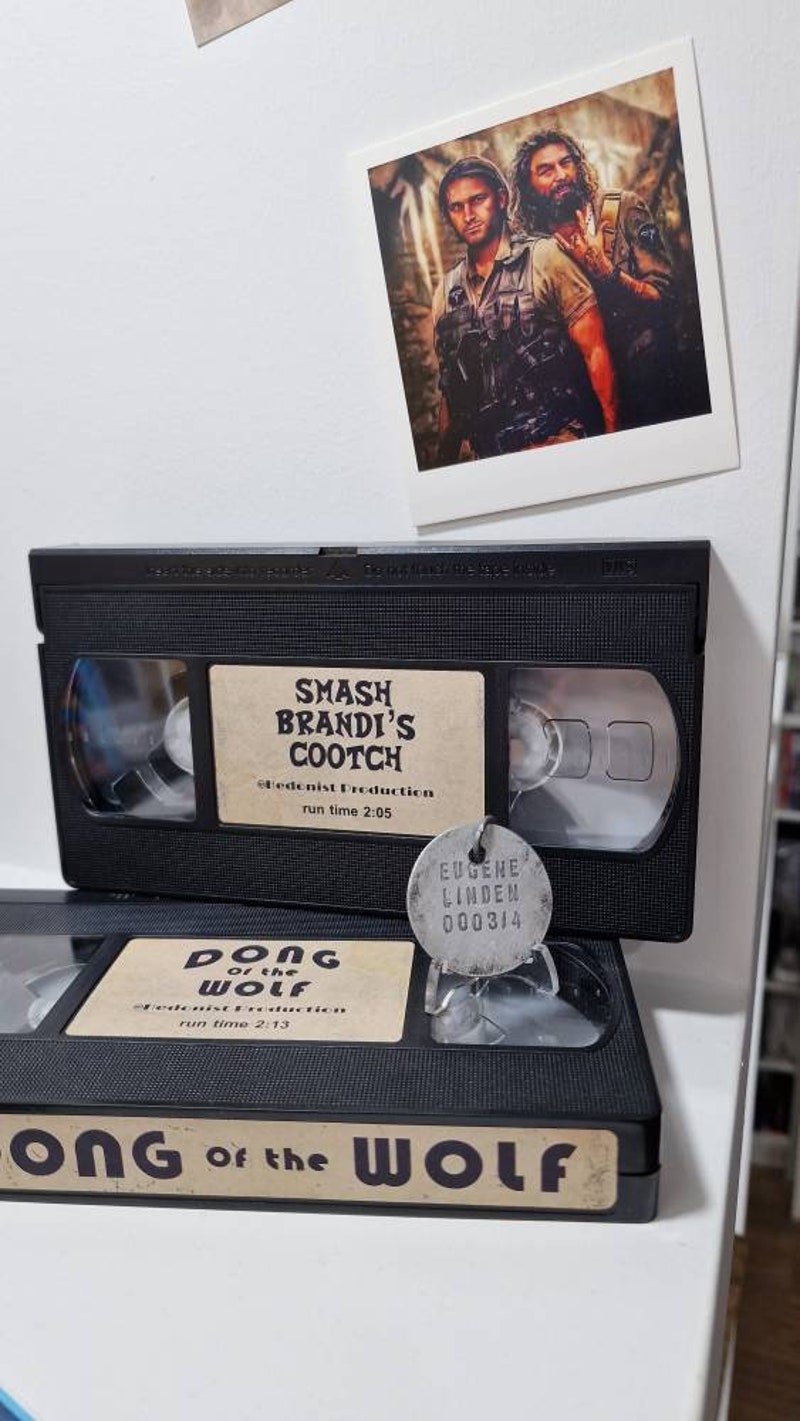 VHS
SMASH
BRANDI'S
COOTCH
@Hedonist Production
run time 2:05
EUGENE
LINDEN
000314
DONG
of the
WOLF
@Hedonist Production
run time 2:13
ONG of the WOLF